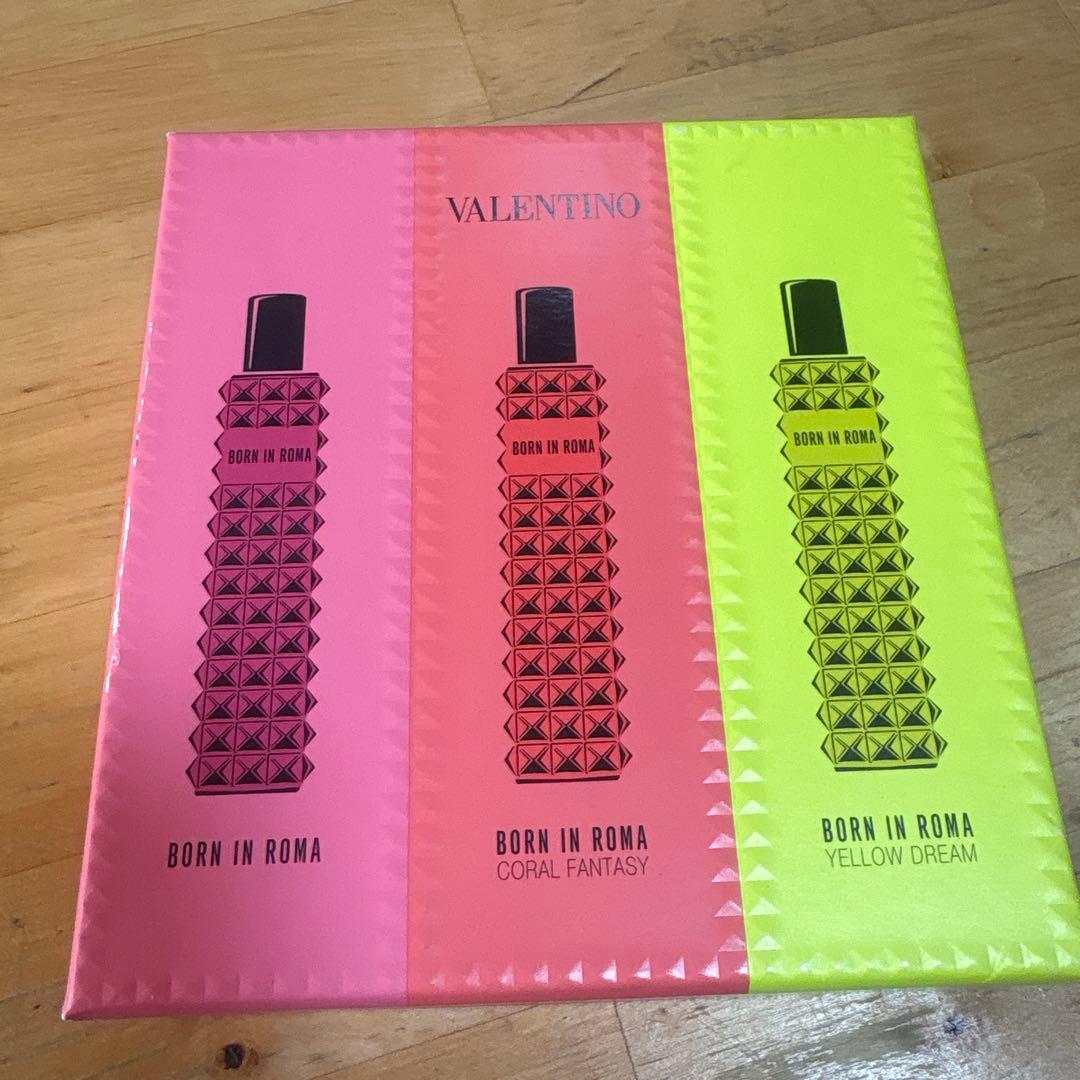 VALENTINO
BORN IN ROMA
BORN IN ROMA
BORN IN ROMA
BORN IN ROMA
BORN IN ROMA
CORAL FANTASY
BORN IN ROMA
YELLOW DREAM